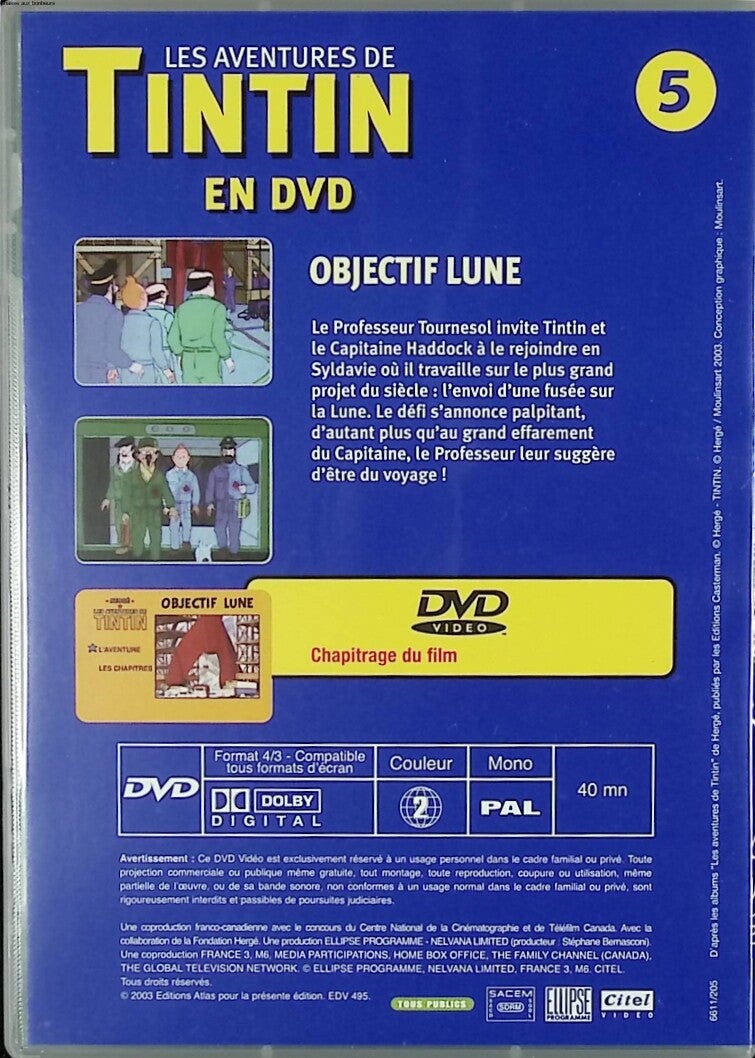 LES AVENTURES DE
TINTIN
EN DVD
5
OBJECTIF LUNE
Le Professeur Tournesol invite Tintin et
le Capitaine Haddock à le rejoindre en
Syldavie où il travaille sur le plus grand
projet du siècle : l'envoi d'une fusée sur
la Lune. Le défi s'annonce palpitant,
d'autant plus qu'au grand effarement
du Capitaine, le Professeur leur suggère
d'être du voyage !
- HERGÉ -
LES AVENTURES DE
TINTIN
OBJECTIF LUNE
L'AVENTURE
LES CHAPITRES
DVD
VIDEO
Chapitrage du film
DVD
Format 4/3 - Compatible
tous formats d'écran
DOLBY
DIGITAL
Couleur
2
Mono
PAL
40 mn
Avertissement : Ce DVD Vidéo est exclusivement réservé à un usage personnel dans le cadre familial ou privé. Toute
projection commerciale ou publique même gratuite, tout montage, toute reproduction, coupure ou utilisation, même
partielle de l'œuvre, ou de sa bande sonore, non conformes à un usage normal dans le cadre familial ou privé, sont
rigoureusement interdits et passibles de poursuites judiciaires.
Une coproduction franco-canadienne avec le concours du Centre National de la Cinématographie et de Téléfilm Canada. Avec la
collaboration de la Fondation Hergé. Une production ELLIPSE PROGRAMME - NELVANA LIMITED (producteur : Stéphane Bernasconi).
Une coproduction FRANCE 3, M6, MEDIA PARTICIPATIONS, HOME BOX OFFICE, THE FAMILY CHANNEL (CANADA),
THE GLOBAL TELEVISION NETWORK. © ELLIPSE PROGRAMME, NELVANA LIMITED, FRANCE 3, M6, CITEL.
Tous droits réservés.
© 2003 Editions Atlas pour la présente édition. EDV 495.
TOUS PUBLICS
SACEM
SDRM
ELLIPSE
PROGRAMME
Citel
VIDEO
D'après les albums "Les aventures de Tintin" de Hergé, publiés par les Editions Casterman. © Hergé - TINTIN. © Hergé / Moulinsart 2003. Conception graphique : Moulinsart.
6611/205